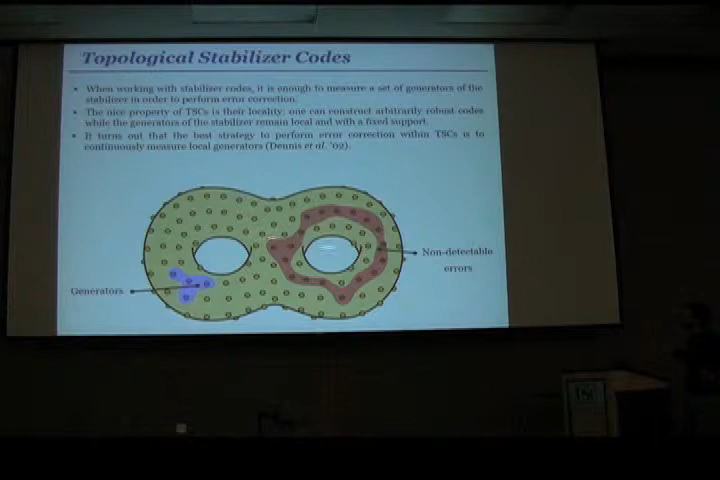 Topological Stabilizer Codes
• When working with stabilizer codes, it is enough to measure a set of generators of the
stabilizer in order to perform error correction.
• The nice property of TSCs is their locality: one can construct arbitrarily robust codes
while the generators of the stabilizer remain local and with a fixed support.
• It turns out that the best strategy to perform error correction within TSCs is to
continuously measure local generators (Dennis et al. '02).
Non-detectable
errors
Generators